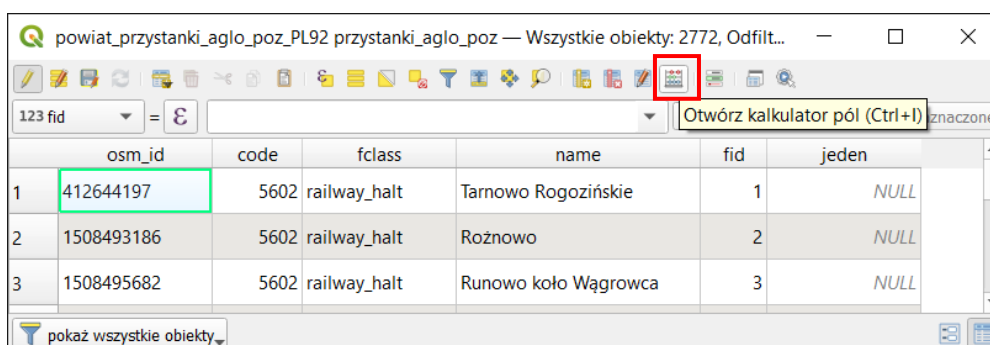 powiat_przystanki_aglo_poz_PL92 przystanki_aglo_poz — Wszystkie obiekty: 2772, Odfilt...
123 fid = ε
Otwórz kalkulator pól (Ctrl+I)
osm_id code fclass name fid jeden
1 412644197 5602 railway_halt Tarnowo Rogozińskie 1 NULL
2 1508493186 5602 railway_halt Rożnowo 2 NULL
3 1508495682 5602 railway_halt Runowo koło Wągrowca 3 NULL
pokaż wszystkie obiekty